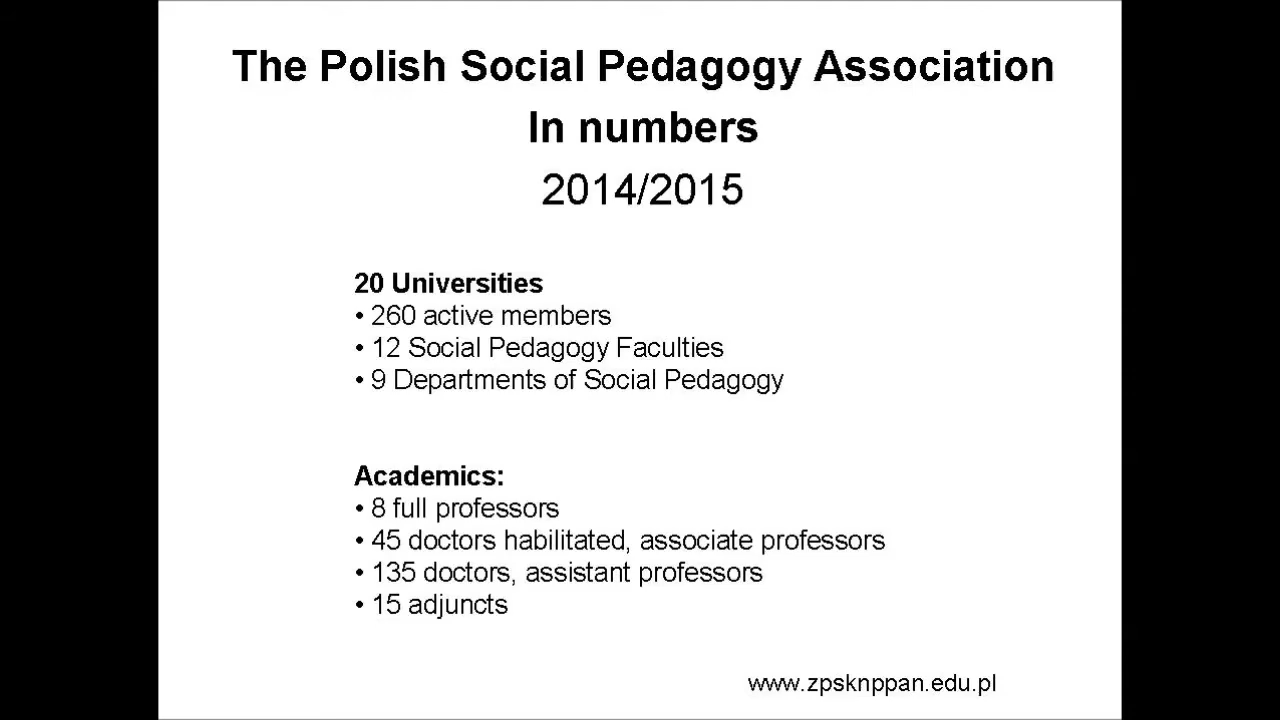 The Polish Social Pedagogy Association
In numbers
2014/2015
20 Universities
• 260 active members
• 12 Social Pedagogy Faculties
• 9 Departments of Social Pedagogy
Academics:
• 8 full professors
• 45 doctors habilitated, associate professors
• 135 doctors, assistant professors
• 15 adjuncts
www.zpsknppan.edu.pl